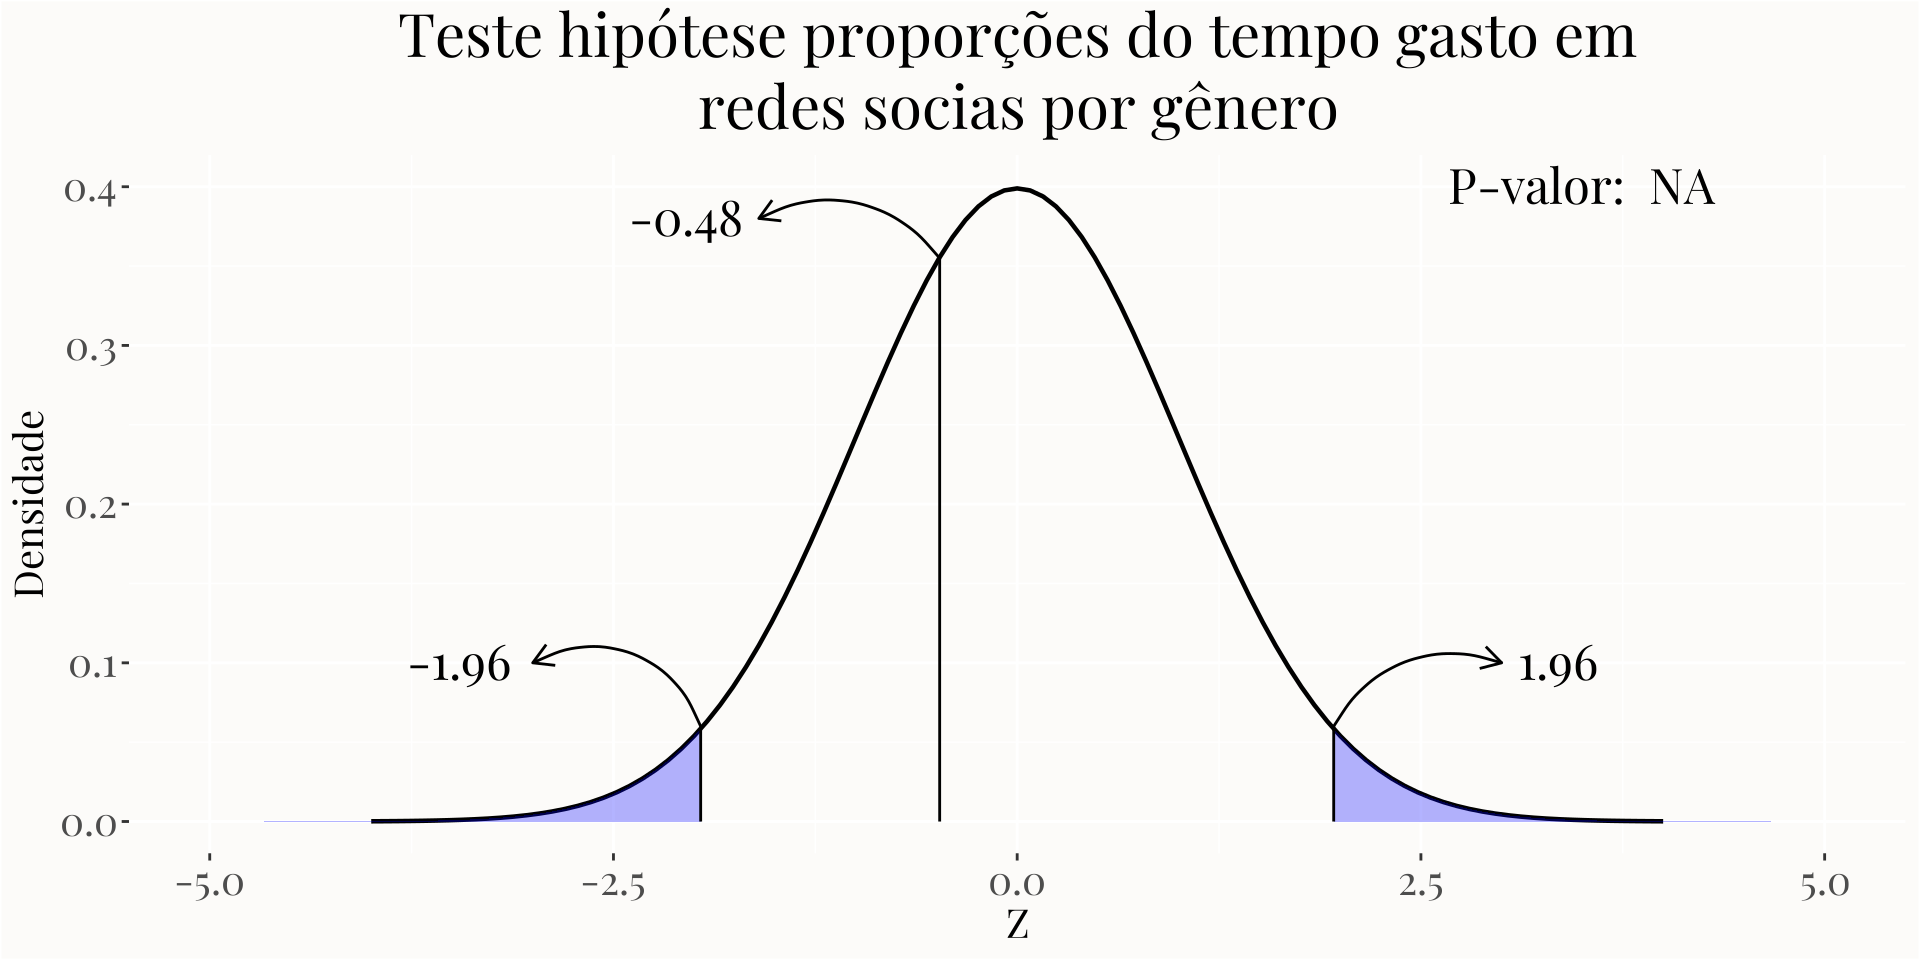 Teste hipótese proporções do tempo gasto em
redes socias por gênero
P-valor: NA
-0.48
-1.96
1.96
Densidade
0.4
0.3
0.2
0.1
0.0
-5.0
-2.5
0.0
2.5
5.0
Z